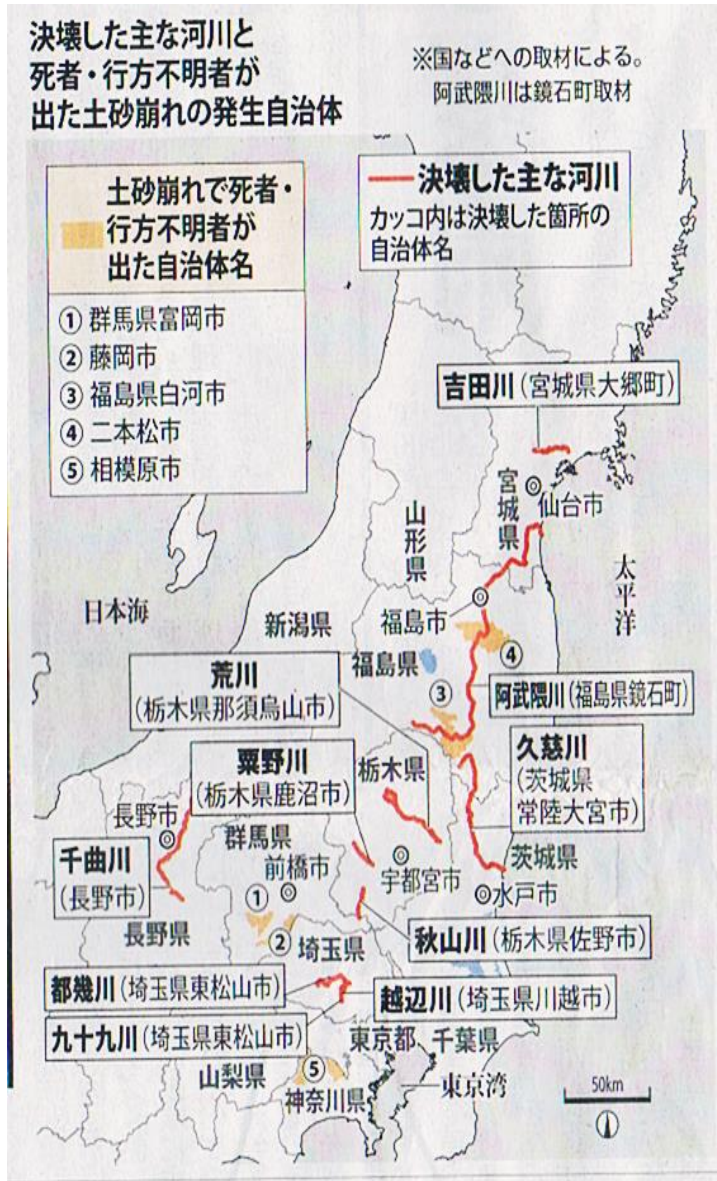 決壊した主な河川と
死者・行方不明者が
出た土砂崩れの発生自治体
※国などへの取材による。
阿武隈川は鏡石町取材
土砂崩れで死者・
行方不明者が
出た自治体名
①群馬県富岡市
②藤岡市
③福島県白河市
④二本松市
⑤相模原市
決壊した主な河川
カッコ内は決壊した箇所の
自治体名
吉田川(宮城県大郷町)
宮城県
仙台市
山形県
太平洋
日本海
新潟県
福島市
④
福島県
荒川
(栃木県那須烏山市)
③
阿武隈川(福島県鏡石町)
久慈川
(茨城県
常陸大宮市)
粟野川
(栃木県鹿沼市)
栃木県
長野市
群馬県
千曲川
(長野市)
前橋市
宇都宮市
茨城県
水戸市
①
長野県
②
埼玉県
秋山川(栃木県佐野市)
都幾川(埼玉県東松山市)
越辺川(埼玉県川越市)
九十九川(埼玉県東松山市)
東京都
千葉県
山梨県
⑤
神奈川県
東京湾
50km